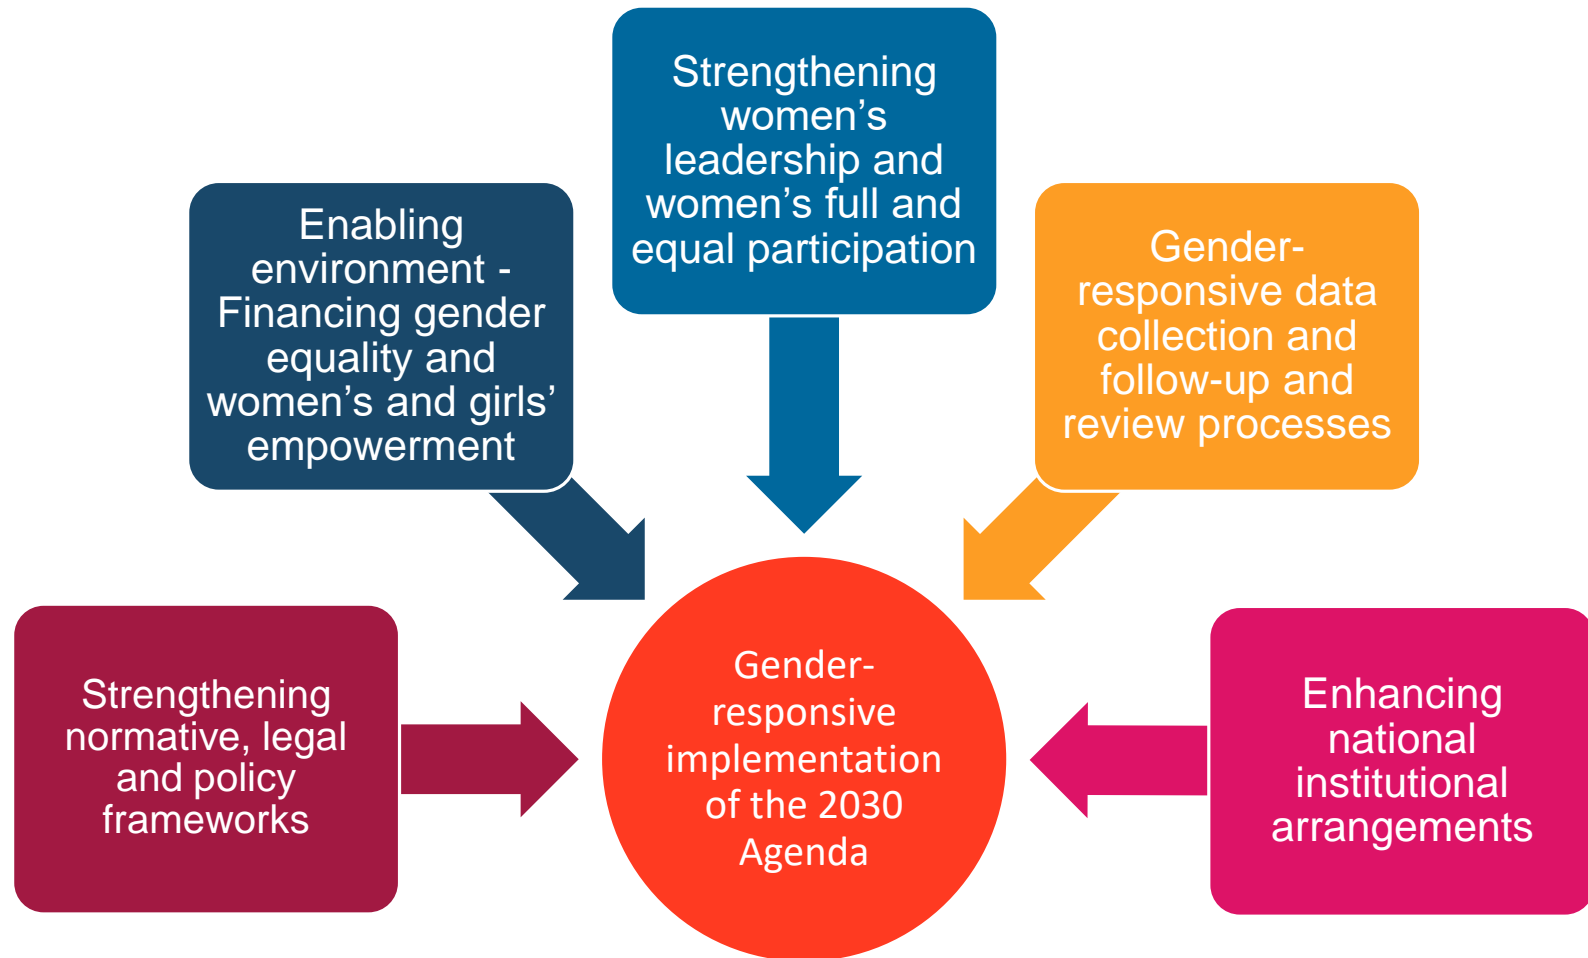 Strengthening
women’s
leadership and
women’s full and
equal participation
Enabling
environment -
Financing gender
equality and
women’s and girls’
empowerment
Gender-
responsive data
collection and
follow-up and
review processes
Strengthening
normative, legal
and policy
frameworks
Gender-
responsive
implementation
of the 2030
Agenda
Enhancing
national
institutional
arrangements